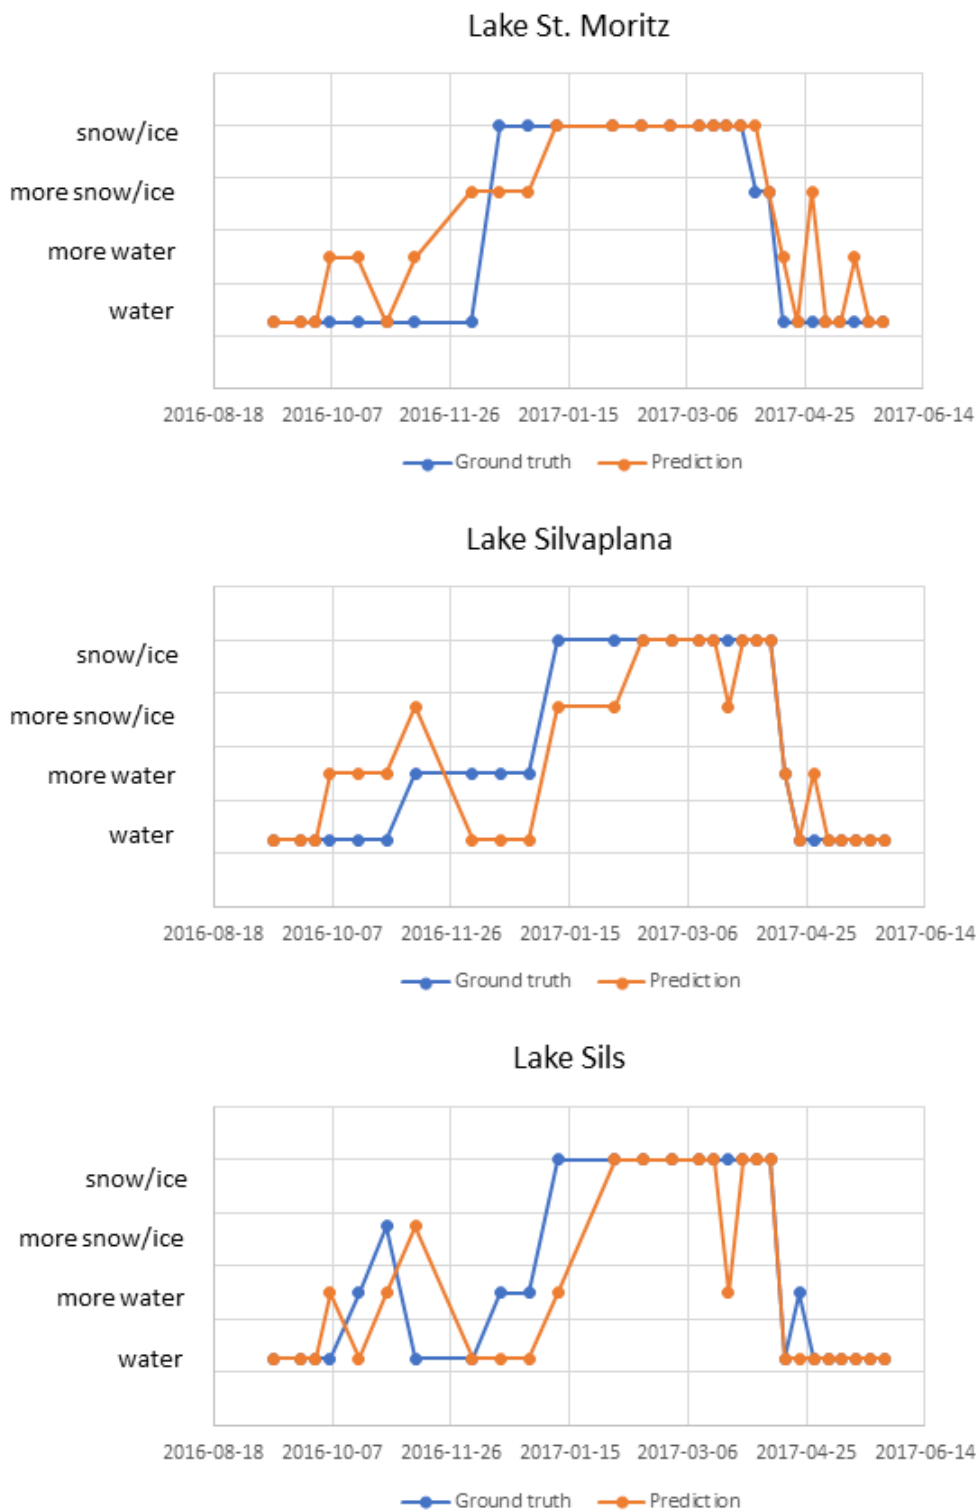 Lake St. Moritz
snow/ice
more snow/ice
more water
water
2016-08-18 2016-10-07 2016-11-26 2017-01-15 2017-03-06 2017-04-25 2017-06-14
Ground truth Prediction
Lake Silvaplana
snow/ice
more snow/ice
more water
water
2016-08-18 2016-10-07 2016-11-26 2017-01-15 2017-03-06 2017-04-25 2017-06-14
Ground truth Prediction
Lake Sils
snow/ice
more snow/ice
more water
water
2016-08-18 2016-10-07 2016-11-26 2017-01-15 2017-03-06 2017-04-25 2017-06-14
Ground truth Prediction